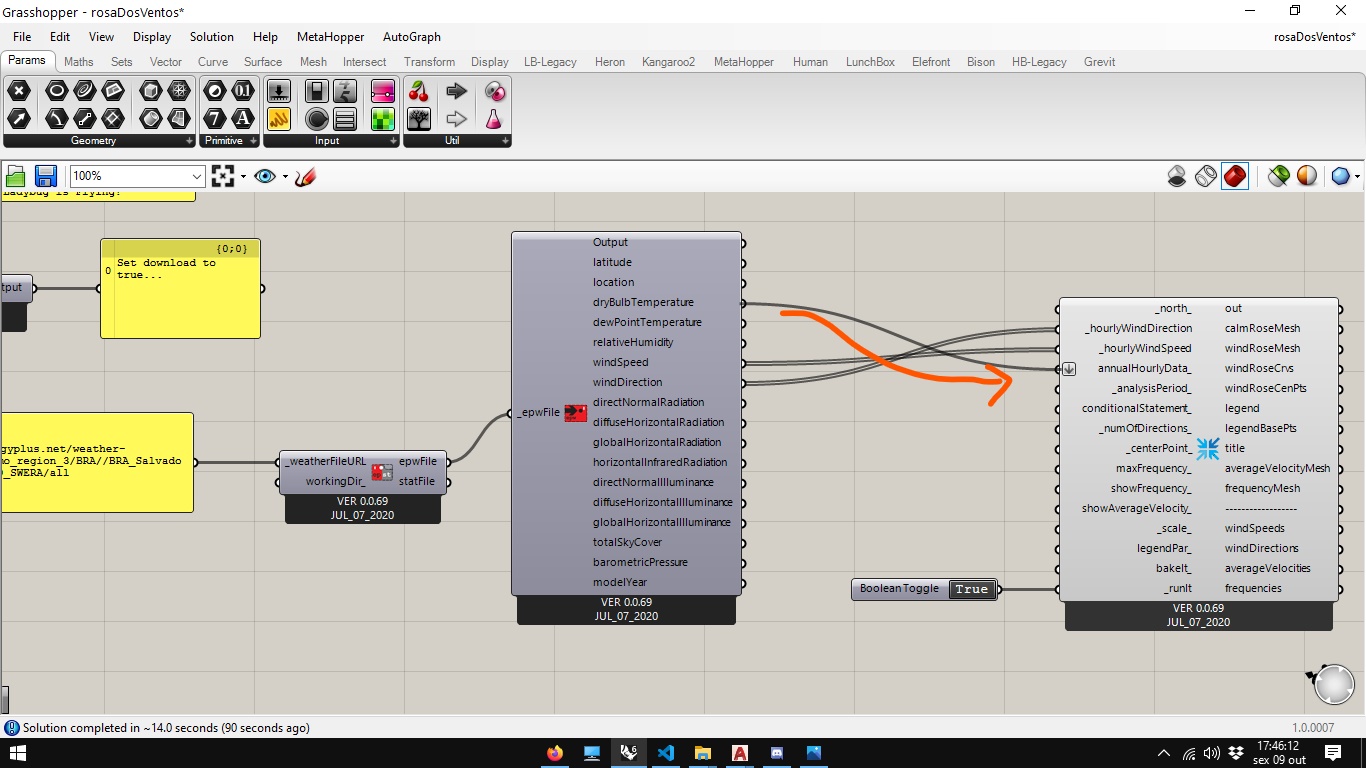 Grasshopper - rosaDosVentos*
File Edit View Display Solution Help MetaHopper AutoGraph rosaDosVentos*
Params Maths Sets Vector Curve Surface Mesh Intersect Transform Display LB-Legacy Heron Kangaroo2 MetaHopper Human LunchBox Elefront Bison HB-Legacy Grevit
Geometry Primitive Input Util
100%
Ladybug is Flying!
{0;0}
0 Set download to
true...
tput
gyplus.net/weather-
no_region_3/BRA//BRA_Salvado
_SWERA/all
_weatherFileURL epwFile
workingDir_ statFile
VER 0.0.69
JUL_07_2020
_epwFile
Output
latitude
location
dryBulbTemperature
dewPointTemperature
relativeHumidity
windSpeed
windDirection
directNormalRadiation
diffuseHorizontalRadiation
globalHorizontalRadiation
horizontalInfraredRadiation
directNormalIlluminance
diffuseHorizontalIlluminance
globalHorizontalIlluminance
totalSkyCover
barometricPressure
modelYear
VER 0.0.69
JUL_07_2020
BooleanToggle True
_north_ out
_hourlyWindDirection calmRoseMesh
_hourlyWindSpeed windRoseMesh
annualHourlyData_ windRoseCrvs
_analysisPeriod_ windRoseCenPts
conditionalStatement_ legend
_numOfDirections_ legendBasePts
_centerPoint_ title
maxFrequency_ averageVelocityMesh
showFrequency_ frequencyMesh
showAverageVelocity_ ------------------
_scale_ windSpeeds
legendPar_ windDirections
bakeIt_ averageVelocities
_runIt frequencies
VER 0.0.69
JUL_07_2020
Solution completed in ~14.0 seconds (90 seconds ago) 1.0.0007
17:46:12
sex 09 out